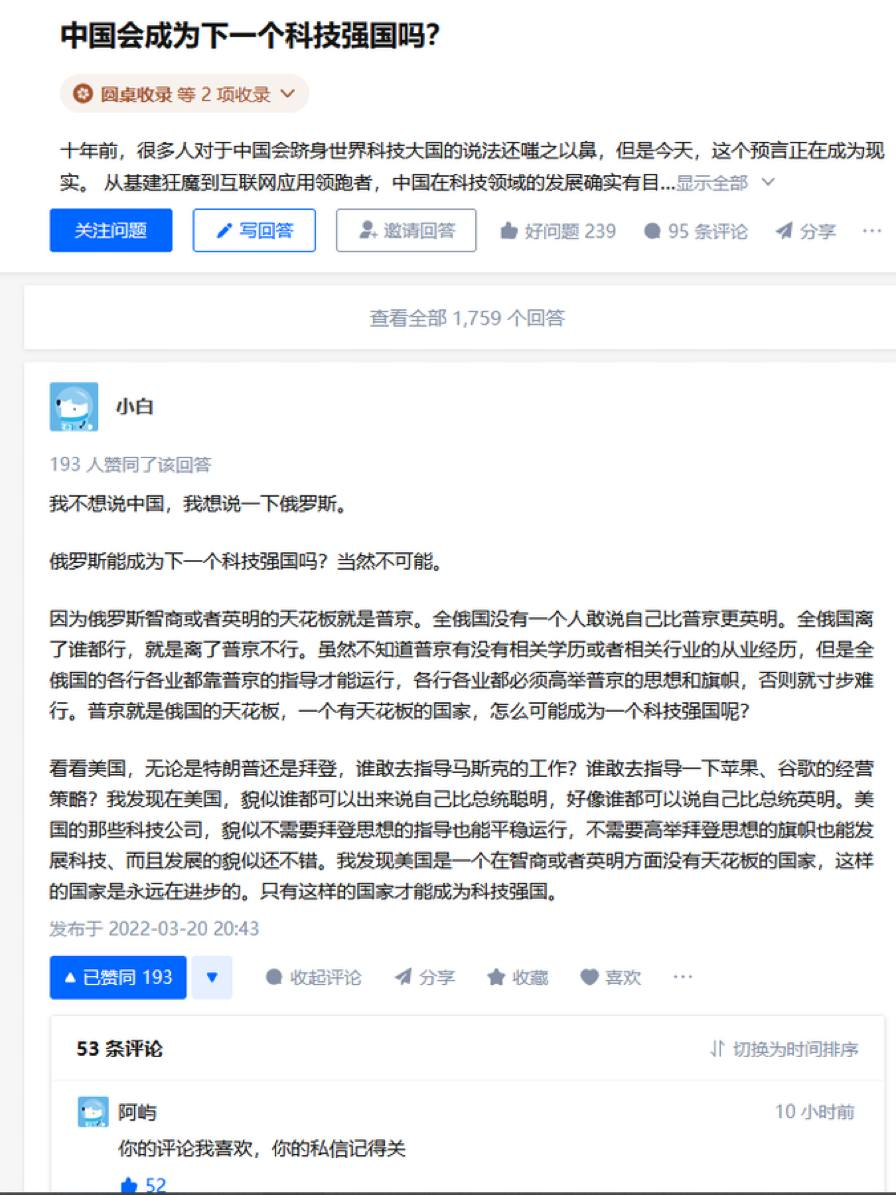 中国会成为下一个科技强国吗？
圆桌收录 等 2 项收录
十年前，很多人对于中国会跻身世界科技大国的说法还嗤之以鼻，但是今天，这个预言正在成为现
实。 从基建狂魔到互联网应用领跑者，中国在科技领域的发展确实有目...显示全部
关注问题 写回答 邀请回答 好问题 239 95 条评论 分享 ···
查看全部 1,759 个回答
小白
193 人赞同了该回答
我不想说中国，我想说一下俄罗斯。
俄罗斯能成为下一个科技强国吗？当然不可能。
因为俄罗斯智商或者英明的天花板就是普京。全俄国没有一个人敢说自己比普京更英明。全俄国离
了谁都行，就是离了普京不行。虽然不知道普京有没有相关学历或者相关行业的从业经历，但是全
俄国的各行各业都靠普京的指导才能运行，各行各业都必须高举普京的思想和旗帜，否则就寸步难
行。普京就是俄国的天花板，一个有天花板的国家，怎么可能成为一个科技强国呢？
看看美国，无论是特朗普还是拜登，谁敢去指导马斯克的工作？谁敢去指导一下苹果、谷歌的经营
策略？我发现在美国，貌似谁都可以出来说自己比总统聪明，好像谁都可以说自己比总统英明。美
国的那些科技公司，貌似不需要拜登思想的指导也能平稳运行，不需要高举拜登思想的旗帜也能发
展科技、而且发展的貌似还不错。我发现美国是一个在智商或者英明方面没有天花板的国家，这样
的国家是永远在进步的。只有这样的国家才能成为科技强国。
发布于 2022-03-20 20:43
已赞同 193 收起评论 分享 收藏 喜欢 ···
53 条评论 切换为时间排序
阿屿 10 小时前
你的评论我喜欢，你的私信记得关
52